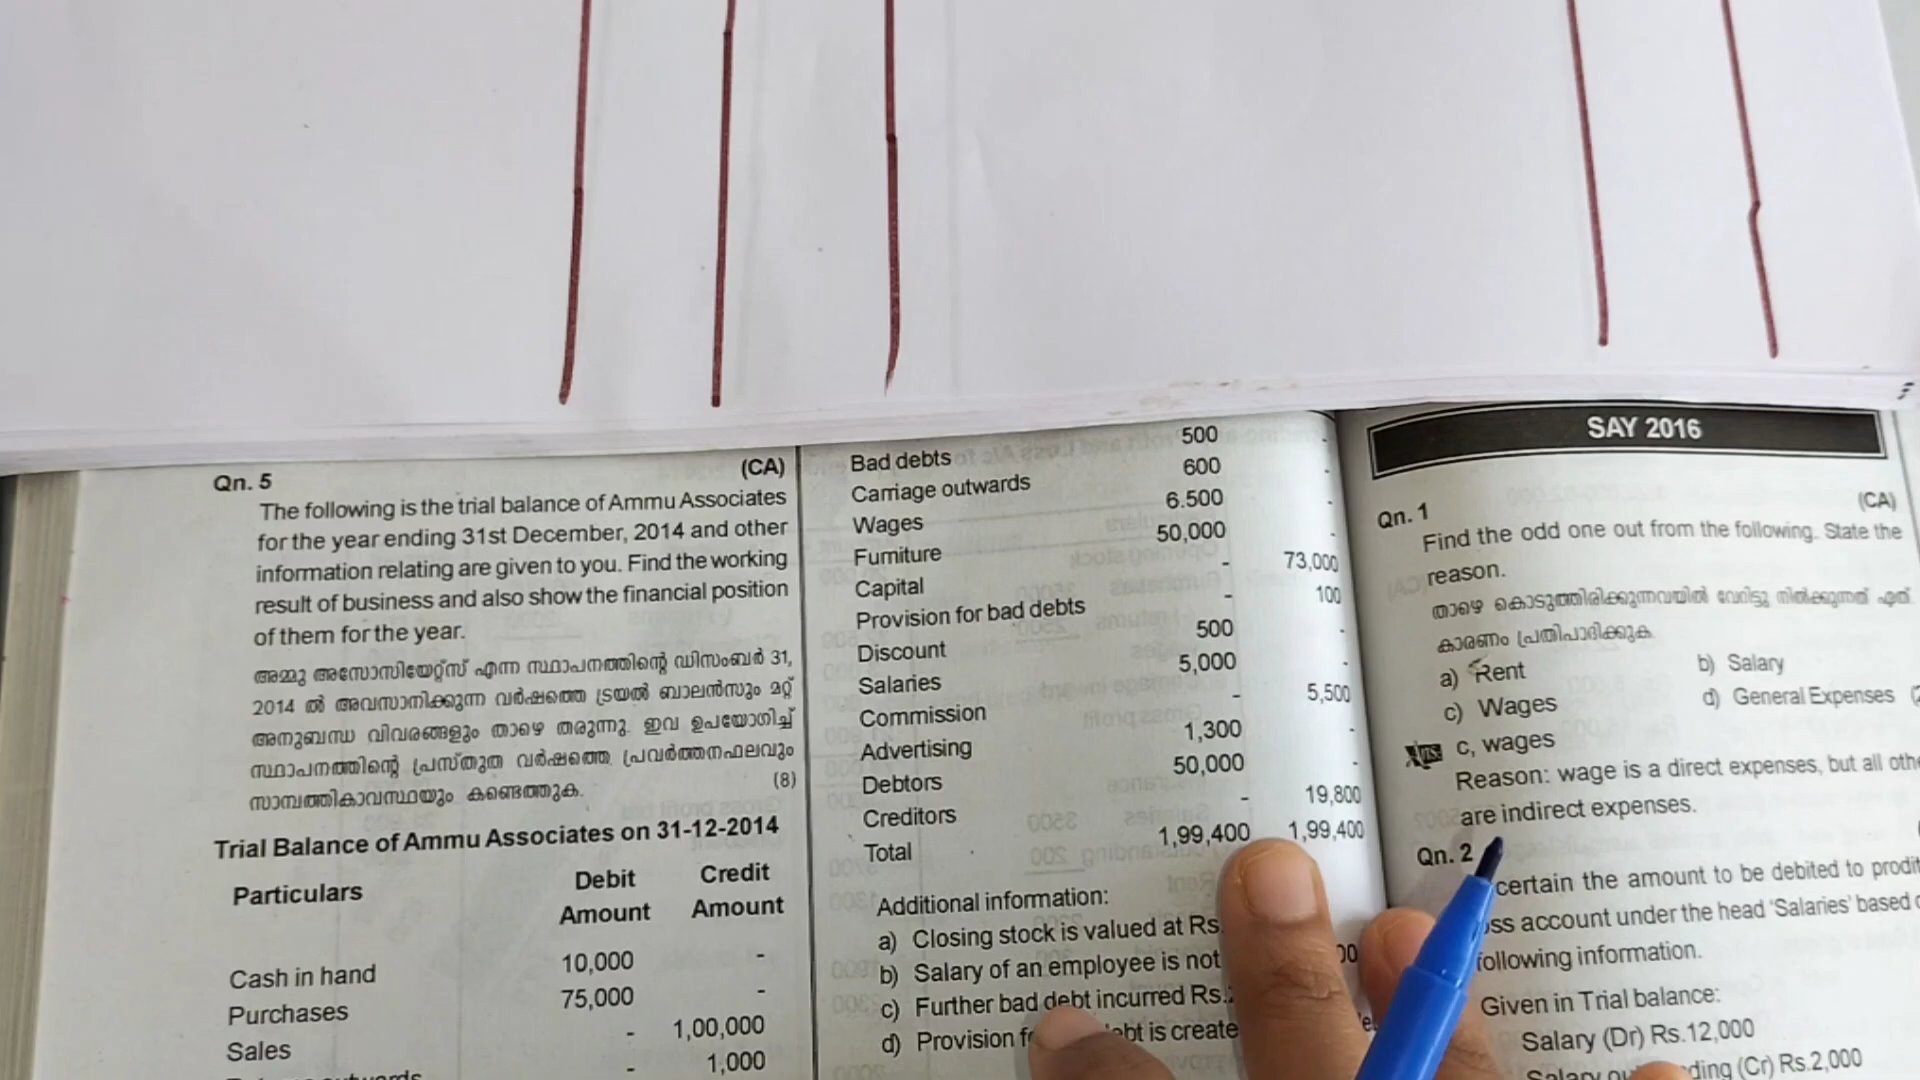 Qn. 5 (CA)
The following is the trial balance of Ammu Associates
for the year ending 31st December, 2014 and other
information relating are given to you. Find the working
result of business and also show the financial position
of them for the year.
അമ്മു അസോസിയേറ്റ്സ് എന്ന സ്ഥാപനത്തിന്റെ ഡിസംബർ 31,
2014 ൽ അവസാനിക്കുന്ന വർഷത്തെ ട്രയൽ ബാലൻസും മറ്റ്
അനുബന്ധ വിവരങ്ങളും താഴെ തരുന്നു. ഇവ ഉപയോഗിച്ച്
സ്ഥാപനത്തിന്റെ പ്രസ്തുത വർഷത്തെ പ്രവർത്തനഫലവും
സാമ്പത്തികാവസ്ഥയും കണ്ടെത്തുക. (8)
Trial Balance of Ammu Associates on 31-12-2014
Particulars Debit Amount Credit Amount
Cash in hand 10,000 -
Purchases 75,000 -
Sales - 1,00,000
- 1,000
Bad debts 500 -
Carriage outwards 600 -
Wages 6.500 -
Furniture 50,000 -
Capital - 73,000
Provision for bad debts - 100
Discount 500 -
Salaries 5,000 -
Commission - 5,500
Advertising 1,300 -
Debtors 50,000 -
Creditors - 19,800
Total 1,99,400 1,99,400
Additional information:
a) Closing stock is valued at Rs.
b) Salary of an employee is not
c) Further bad debt incurred Rs.
d) Provision is create
SAY 2016
Qn. 1 (CA)
Find the odd one out from the following. State the
reason.
താഴെ കൊടുത്തിരിക്കുന്നവയിൽ വേറിട്ടു നിൽക്കുന്നത് ഏത്.
കാരണം പ്രതിപാദിക്കുക.
a) Rent b) Salary
c) Wages d) General Expenses
Ans c, wages
Reason: wage is a direct expenses, but all
are indirect expenses.
Qn. 2
certain the amount to be debited to
account under the head 'Salaries' based
following information.
Given in Trial balance:
Salary (Dr) Rs.12,000
Salary (Cr) Rs.2,000